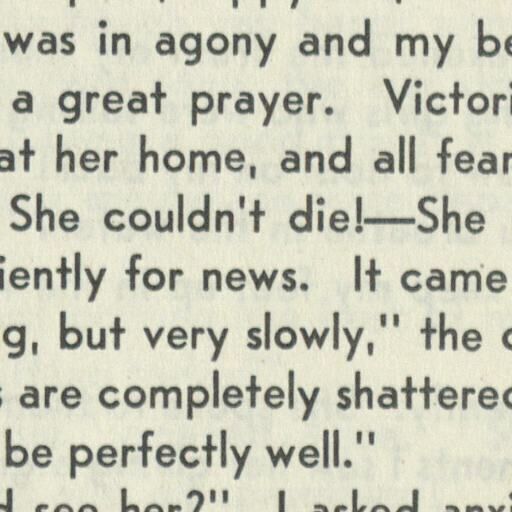 was in agony and my be
a great prayer. Victori
at her home, and all fear
She couldn't die!—She
iently for news. It came
g, but very slowly," the
s are completely shattered
be perfectly well."
d see her?" I asked anxi